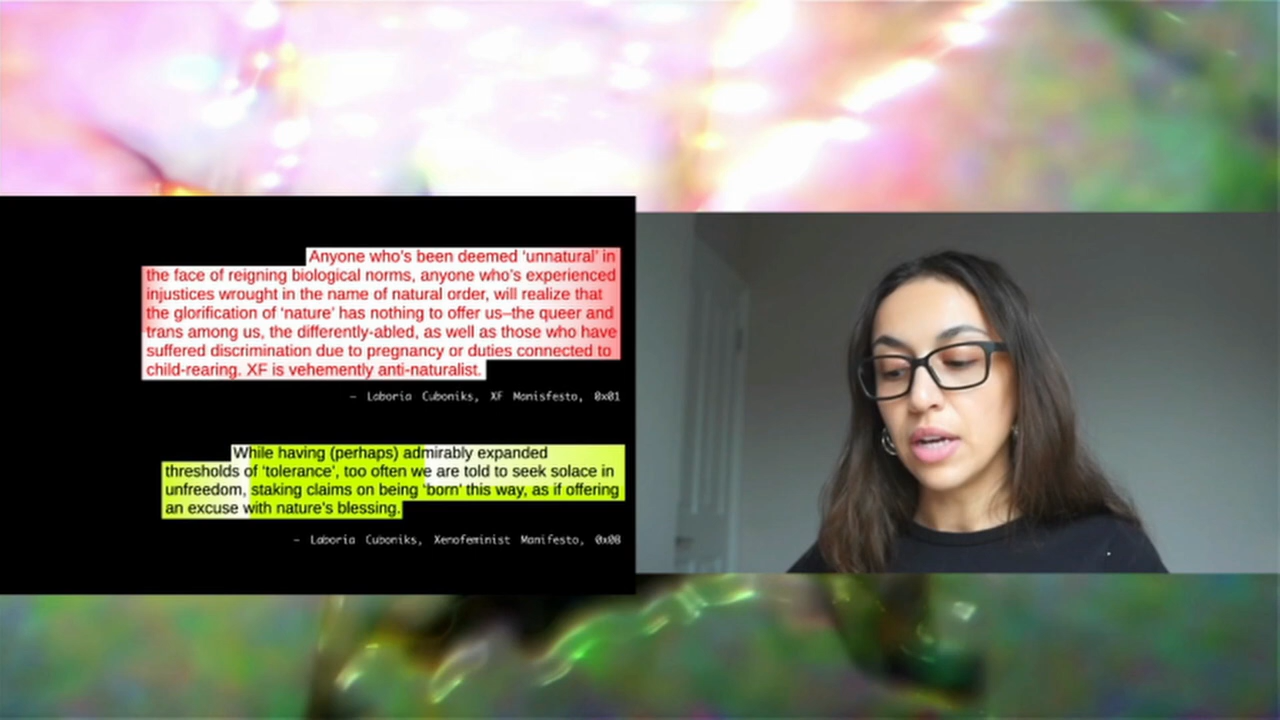 Anyone who's been deemed 'unnatural' in
the face of reigning biological norms, anyone who's experienced
injustices wrought in the name of natural order, will realize that
the glorification of 'nature' has nothing to offer us–the queer and
trans among us, the differently-abled, as well as those who have
suffered discrimination due to pregnancy or duties connected to
child-rearing. XF is vehemently anti-naturalist.
– Laboria Cuboniks, XF Manisfesto, 0x01
While having (perhaps) admirably expanded
thresholds of 'tolerance', too often we are told to seek solace in
unfreedom, staking claims on being 'born' this way, as if offering
an excuse with nature's blessing.
– Laboria Cuboniks, Xenofeminist Manifesto, 0x0B